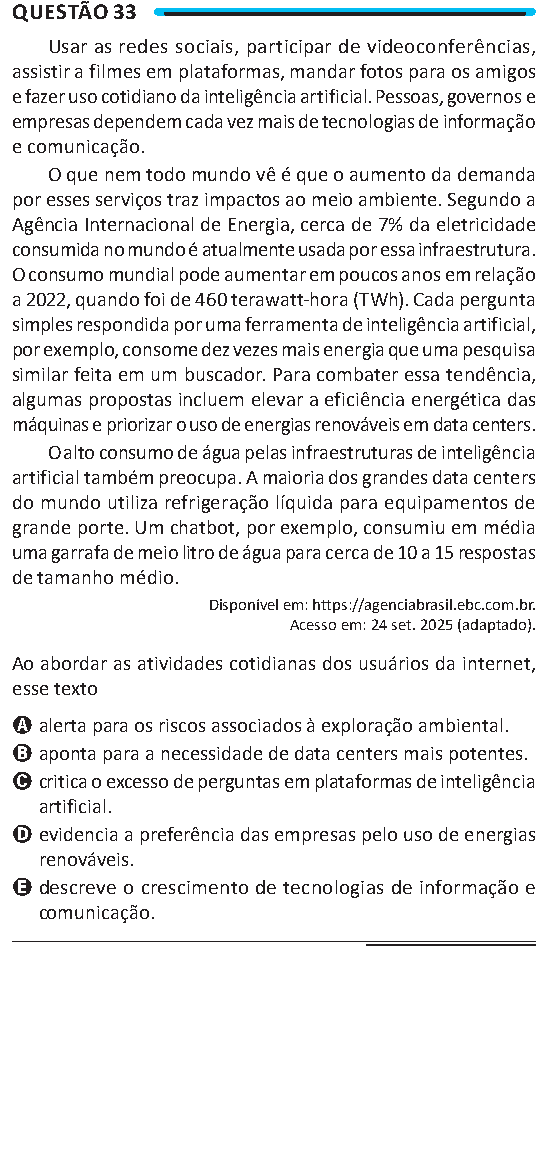 QUESTÃO 33
Usar as redes sociais, participar de videoconferências,
assistir a filmes em plataformas, mandar fotos para os amigos
e fazer uso cotidiano da inteligência artificial. Pessoas, governos e
empresas dependem cada vez mais de tecnologias de informação
e comunicação.
O que nem todo mundo vê é que o aumento da demanda
por esses serviços traz impactos ao meio ambiente. Segundo a
Agência Internacional de Energia, cerca de 7% da eletricidade
consumida no mundo é atualmente usada por essa infraestrutura.
O consumo mundial pode aumentar em poucos anos em relação
a 2022, quando foi de 460 terawatt-hora (TWh). Cada pergunta
simples respondida por uma ferramenta de inteligência artificial,
por exemplo, consome dez vezes mais energia que uma pesquisa
similar feita em um buscador. Para combater essa tendência,
algumas propostas incluem elevar a eficiência energética das
máquinas e priorizar o uso de energias renováveis em data centers.
O alto consumo de água pelas infraestruturas de inteligência
artificial também preocupa. A maioria dos grandes data centers
do mundo utiliza refrigeração líquida para equipamentos de
grande porte. Um chatbot, por exemplo, consumiu em média
uma garrafa de meio litro de água para cerca de 10 a 15 respostas
de tamanho médio.
Disponível em: https://agenciabrasil.ebc.com.br.
Acesso em: 24 set. 2025 (adaptado).
Ao abordar as atividades cotidianas dos usuários da internet,
esse texto
A alerta para os riscos associados à exploração ambiental.
B aponta para a necessidade de data centers mais potentes.
C critica o excesso de perguntas em plataformas de inteligência
artificial.
D evidencia a preferência das empresas pelo uso de energias
renováveis.
E descreve o crescimento de tecnologias de informação e
comunicação.